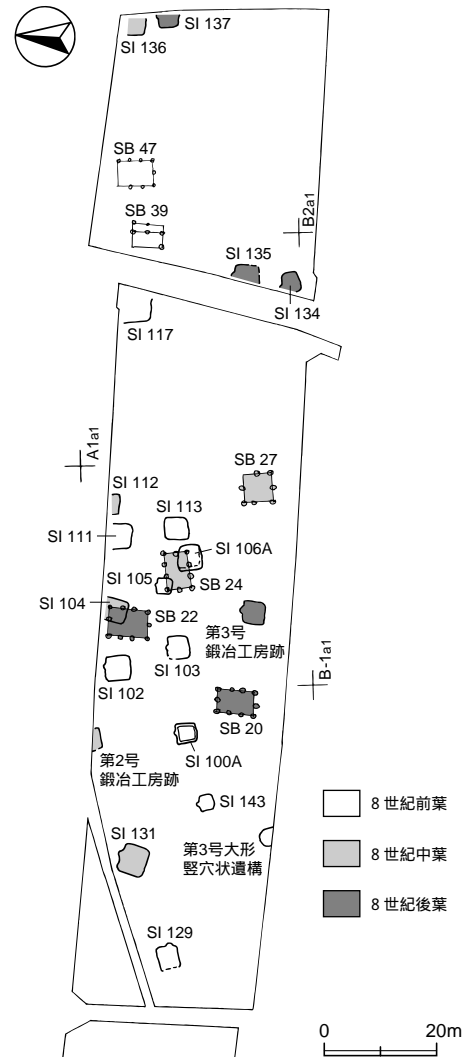 SI 137
SI 136
SB 47
SB 39
B2a1
SI 135
SI 134
SI 117
A1a1
SB 27
SI 112
SI 113
SI 111
SI 106A
SI 105
SB 24
SI 104
SB 22
第3号
鍛冶工房跡
SI 103
SI 102
B-1a1
SB 20
第2号
鍛冶工房跡
SI 100A
SI 143
第3号大形
竪穴状遺構
SI 131
SI 129
8 世紀前葉
8 世紀中葉
8 世紀後葉
0 20m